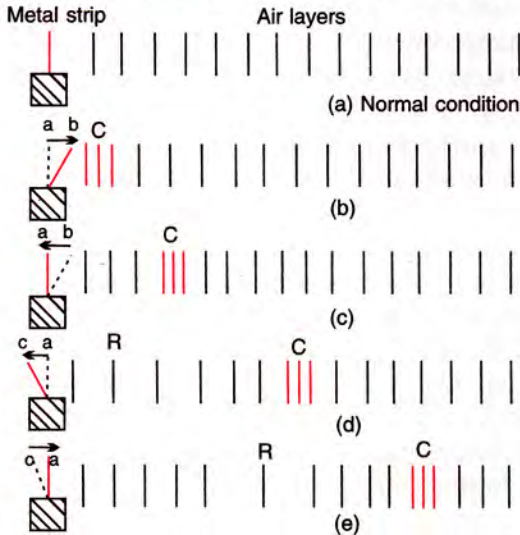 Metal strip Air layers
(a) Normal condition
a b C
(b)
a b C
(c)
c a R C
(d)
c a R C
(e)